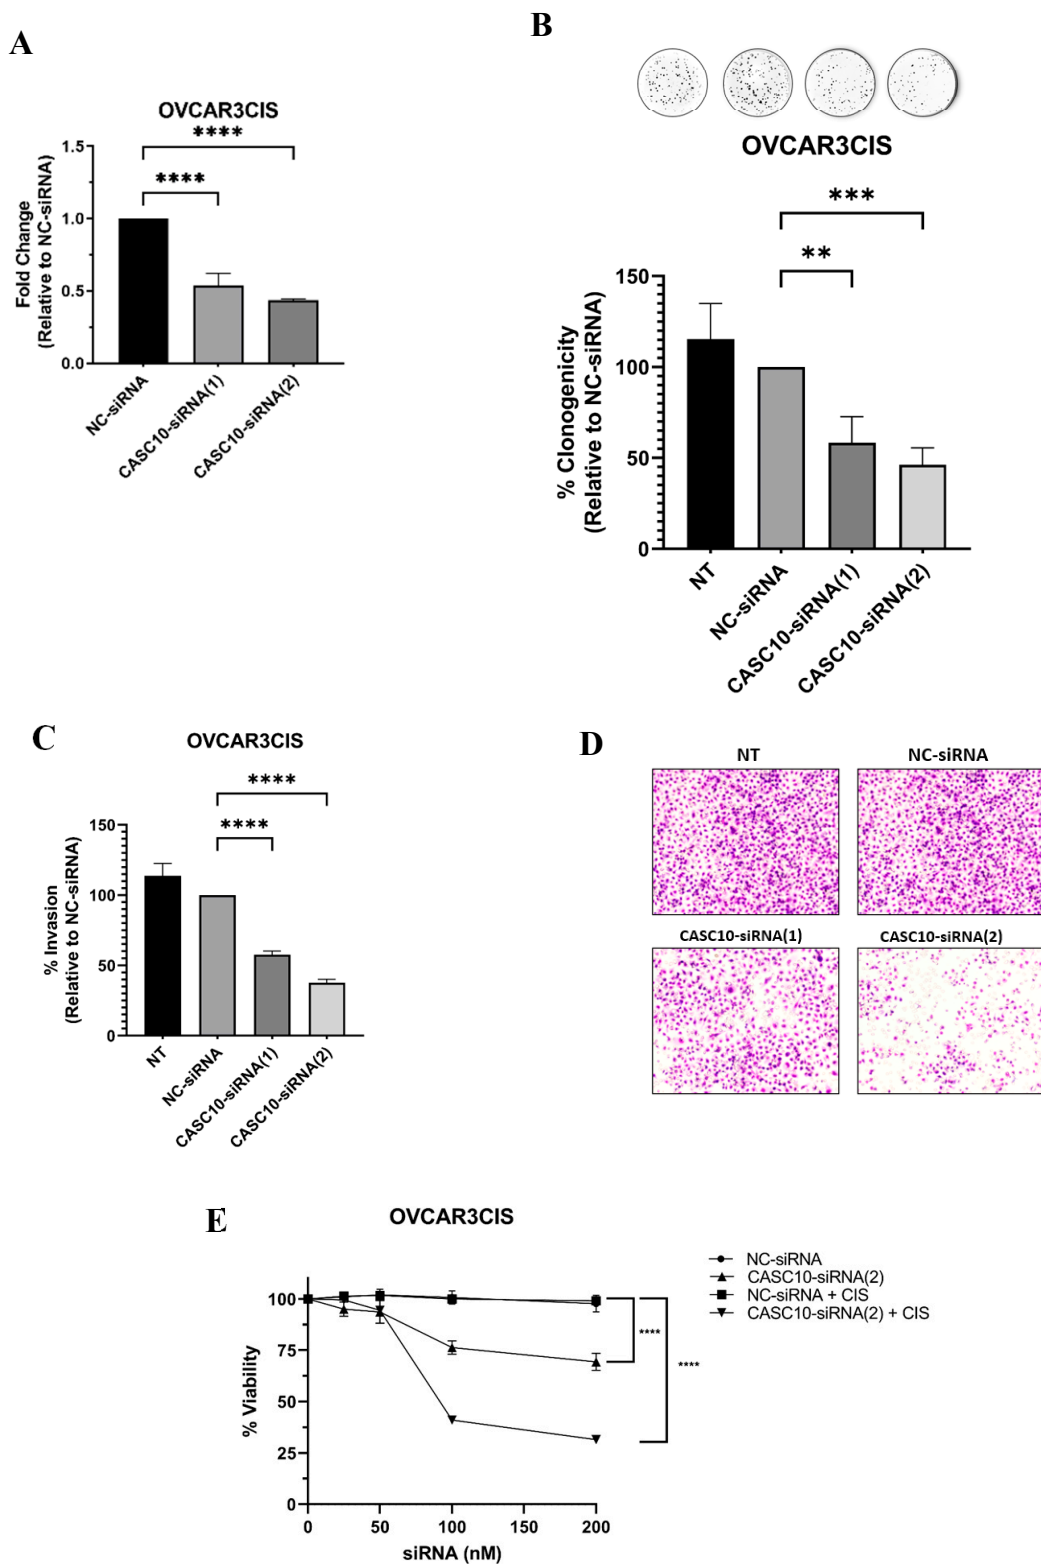 A
OVCAR3CIS
****
****
Fold Change
(Relative to NC-siRNA)
1.5
1.0
0.5
0.0
NC-siRNA
CASC10-siRNA(1)
CASC10-siRNA(2)
B
OVCAR3CIS
***
**
% Clonogenicity
(Relative to NC-siRNA)
150
100
50
0
NT
NC-siRNA
CASC10-siRNA(1)
CASC10-siRNA(2)
C
OVCAR3CIS
****
****
% Invasion
(Relative to NC-siRNA)
150
100
50
0
NT
NC-siRNA
CASC10-siRNA(1)
CASC10-siRNA(2)
D
NT
NC-siRNA
CASC10-siRNA(1)
CASC10-siRNA(2)
E
OVCAR3CIS
% Viability
100
75
50
25
0
0
50
100
150
200
siRNA (nM)
****
****
NC-siRNA
CASC10-siRNA(2)
NC-siRNA + CIS
CASC10-siRNA(2) + CIS